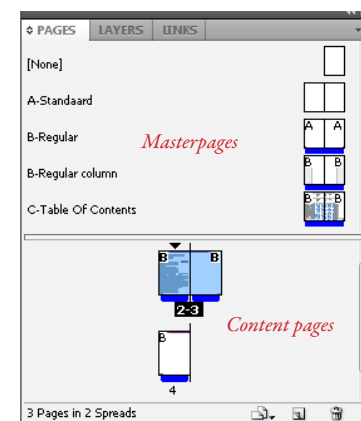 PAGES LAYERS LINKS
[None]
A-Standaard
B-Regular
A A
Masterpages
B-Regular column
B B
C-Table Of Contents
B B
B B
2-3
Content pages
B
4
3 Pages in 2 Spreads